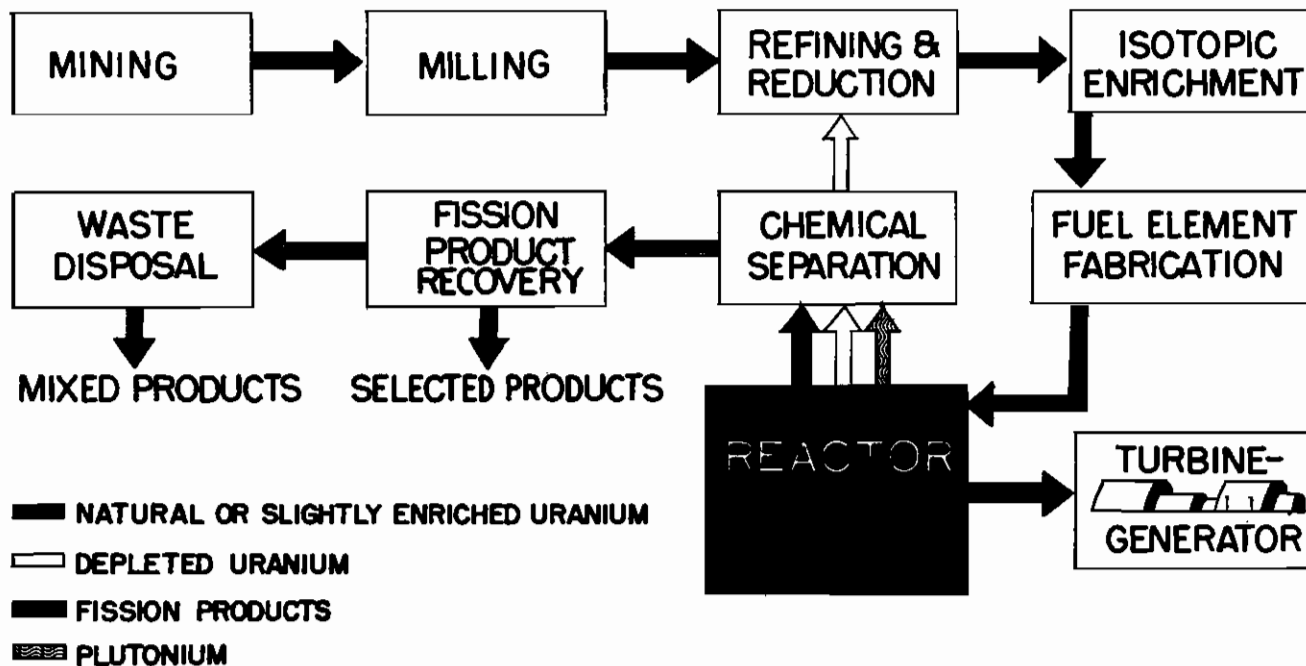 MINING
MILLING
REFINING &
REDUCTION
ISOTOPIC
ENRICHMENT
WASTE
DISPOSAL
FISSION
PRODUCT
RECOVERY
CHEMICAL
SEPARATION
FUEL ELEMENT
FABRICATION
MIXED PRODUCTS
SELECTED PRODUCTS
REACTOR
TURBINE-
GENERATOR
NATURAL OR SLIGHTLY ENRICHED URANIUM
DEPLETED URANIUM
FISSION PRODUCTS
PLUTONIUM